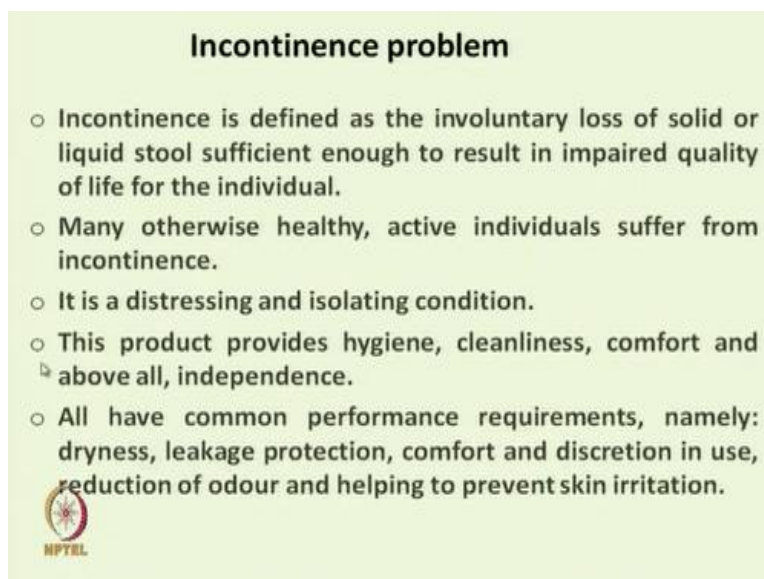 Incontinence problem
o Incontinence is defined as the involuntary loss of solid or
liquid stool sufficient enough to result in impaired quality
of life for the individual.
o Many otherwise healthy, active individuals suffer from
incontinence.
o It is a distressing and isolating condition.
o This product provides hygiene, cleanliness, comfort and
above all, independence.
o All have common performance requirements, namely:
dryness, leakage protection, comfort and discretion in use,
reduction of odour and helping to prevent skin irritation.
NPTEL